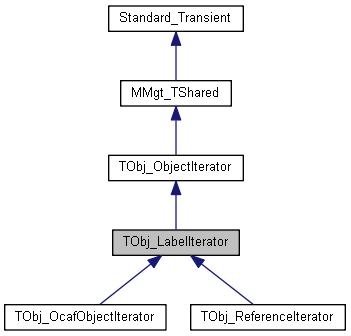 Standard_Transient
MMgt_TShared
TObj_ObjectIterator
TObj_LabelIterator
TObj_OcafObjectIterator
TObj_ReferenceIterator